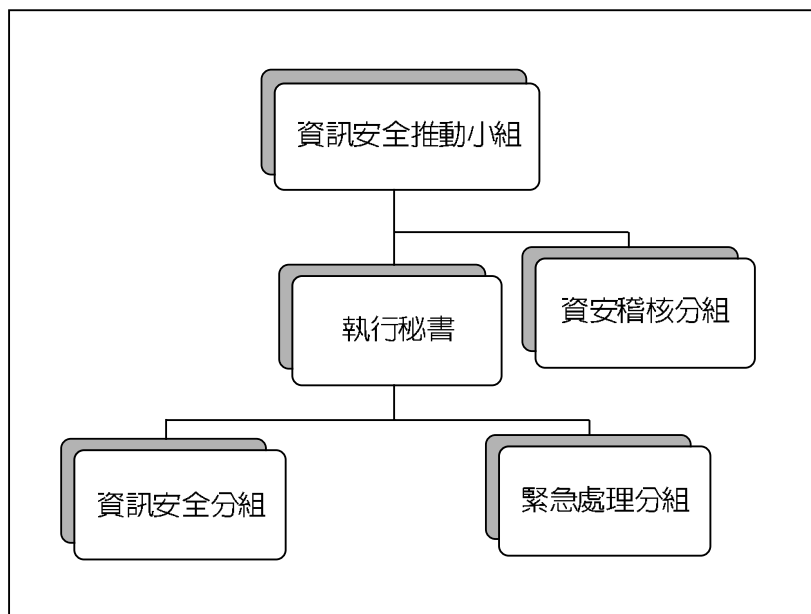 資訊安全推動小組
資安稽核分組
執行秘書
資訊安全分組
緊急處理分組